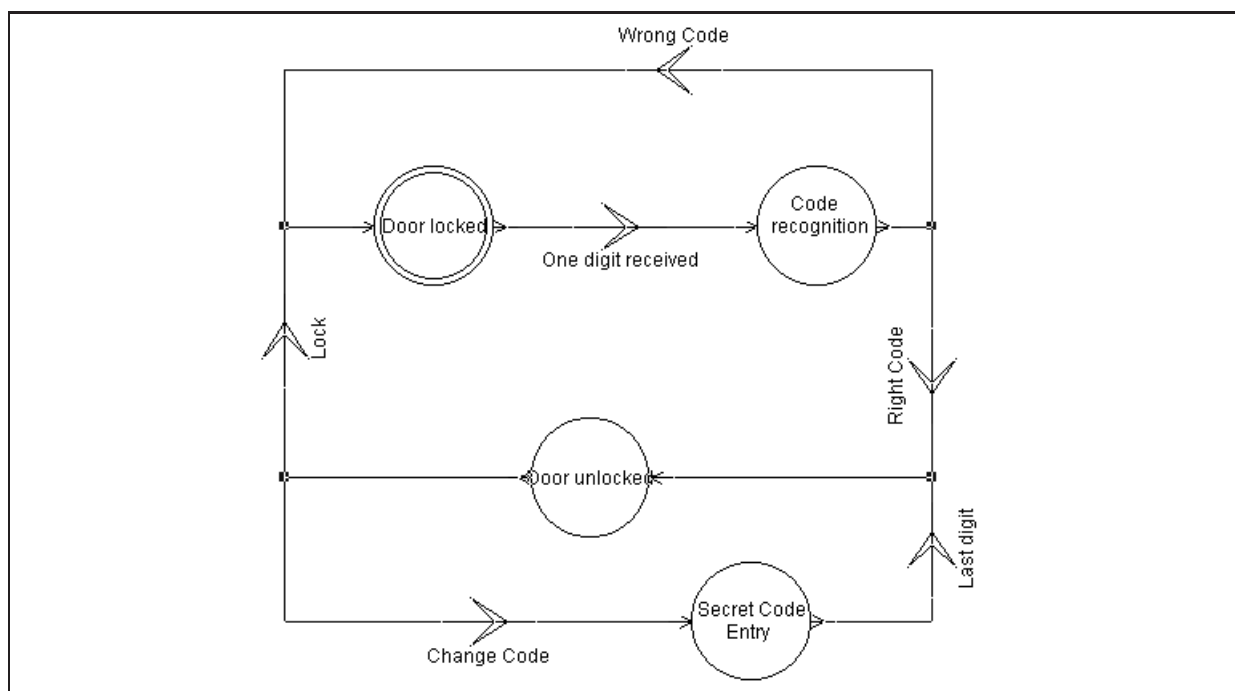 Wrong Code
Door locked
Code
recognition
One digit received
Lock
Right Code
Door unlocked
Last digit
Secret Code
Entry
Change Code